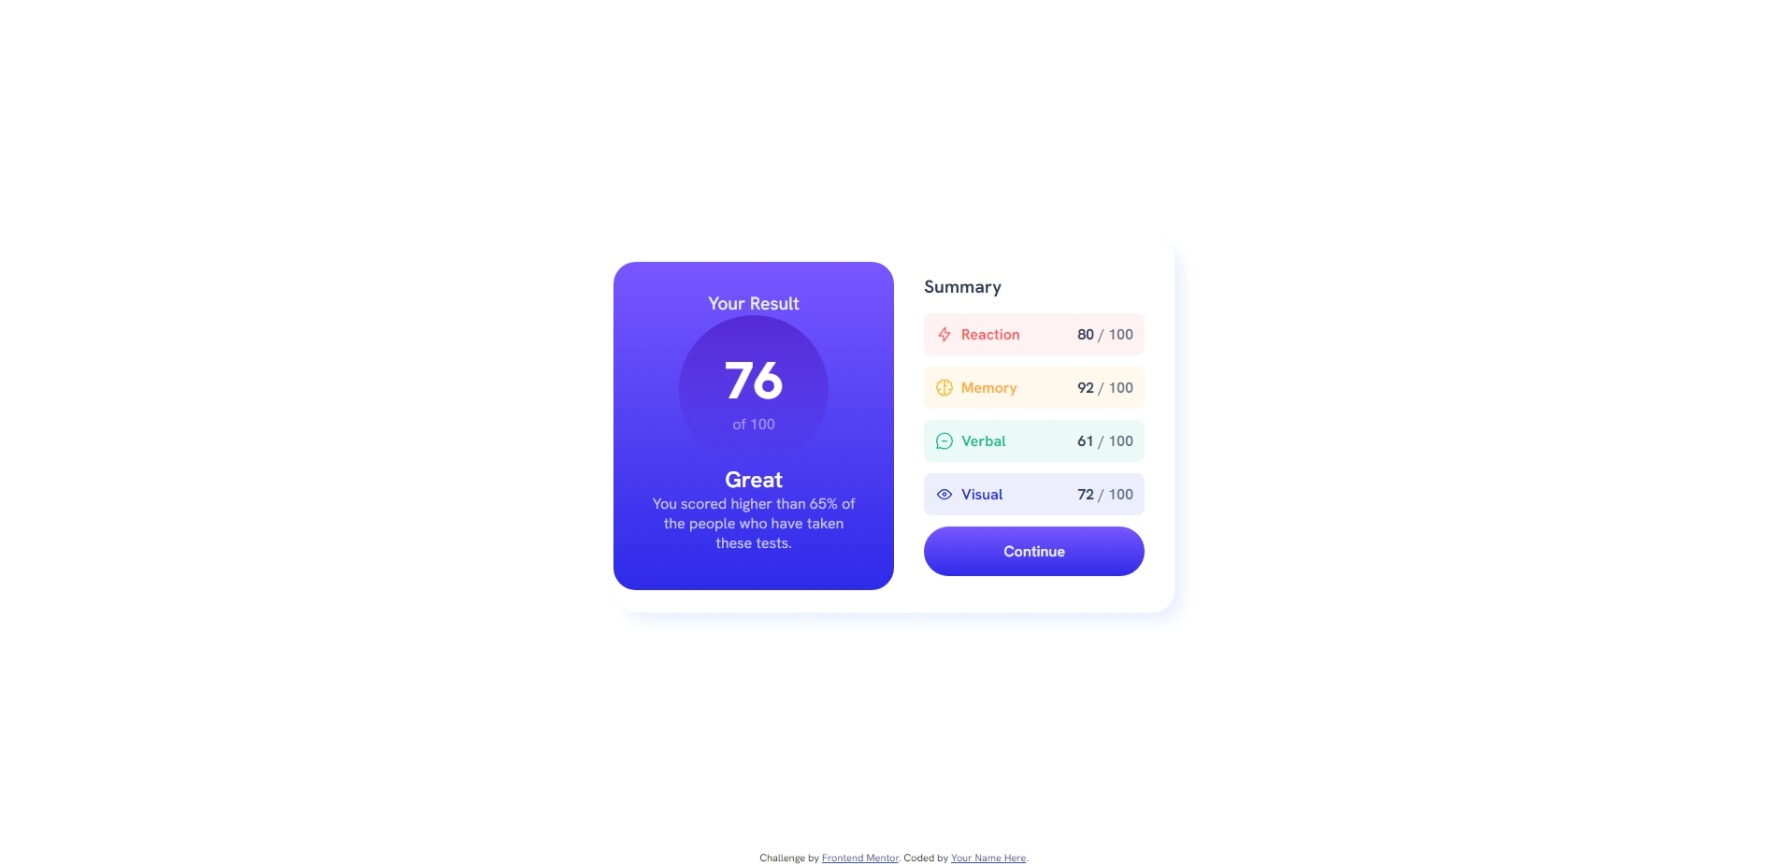 Your Result
76
of 100
Great
You scored higher than 65% of
the people who have taken
these tests.
Summary
Reaction 80 / 100
Memory 92 / 100
Verbal 61 / 100
Visual 72 / 100
Continue
Challenge by Frontend Mentor. Coded by Your Name Here.